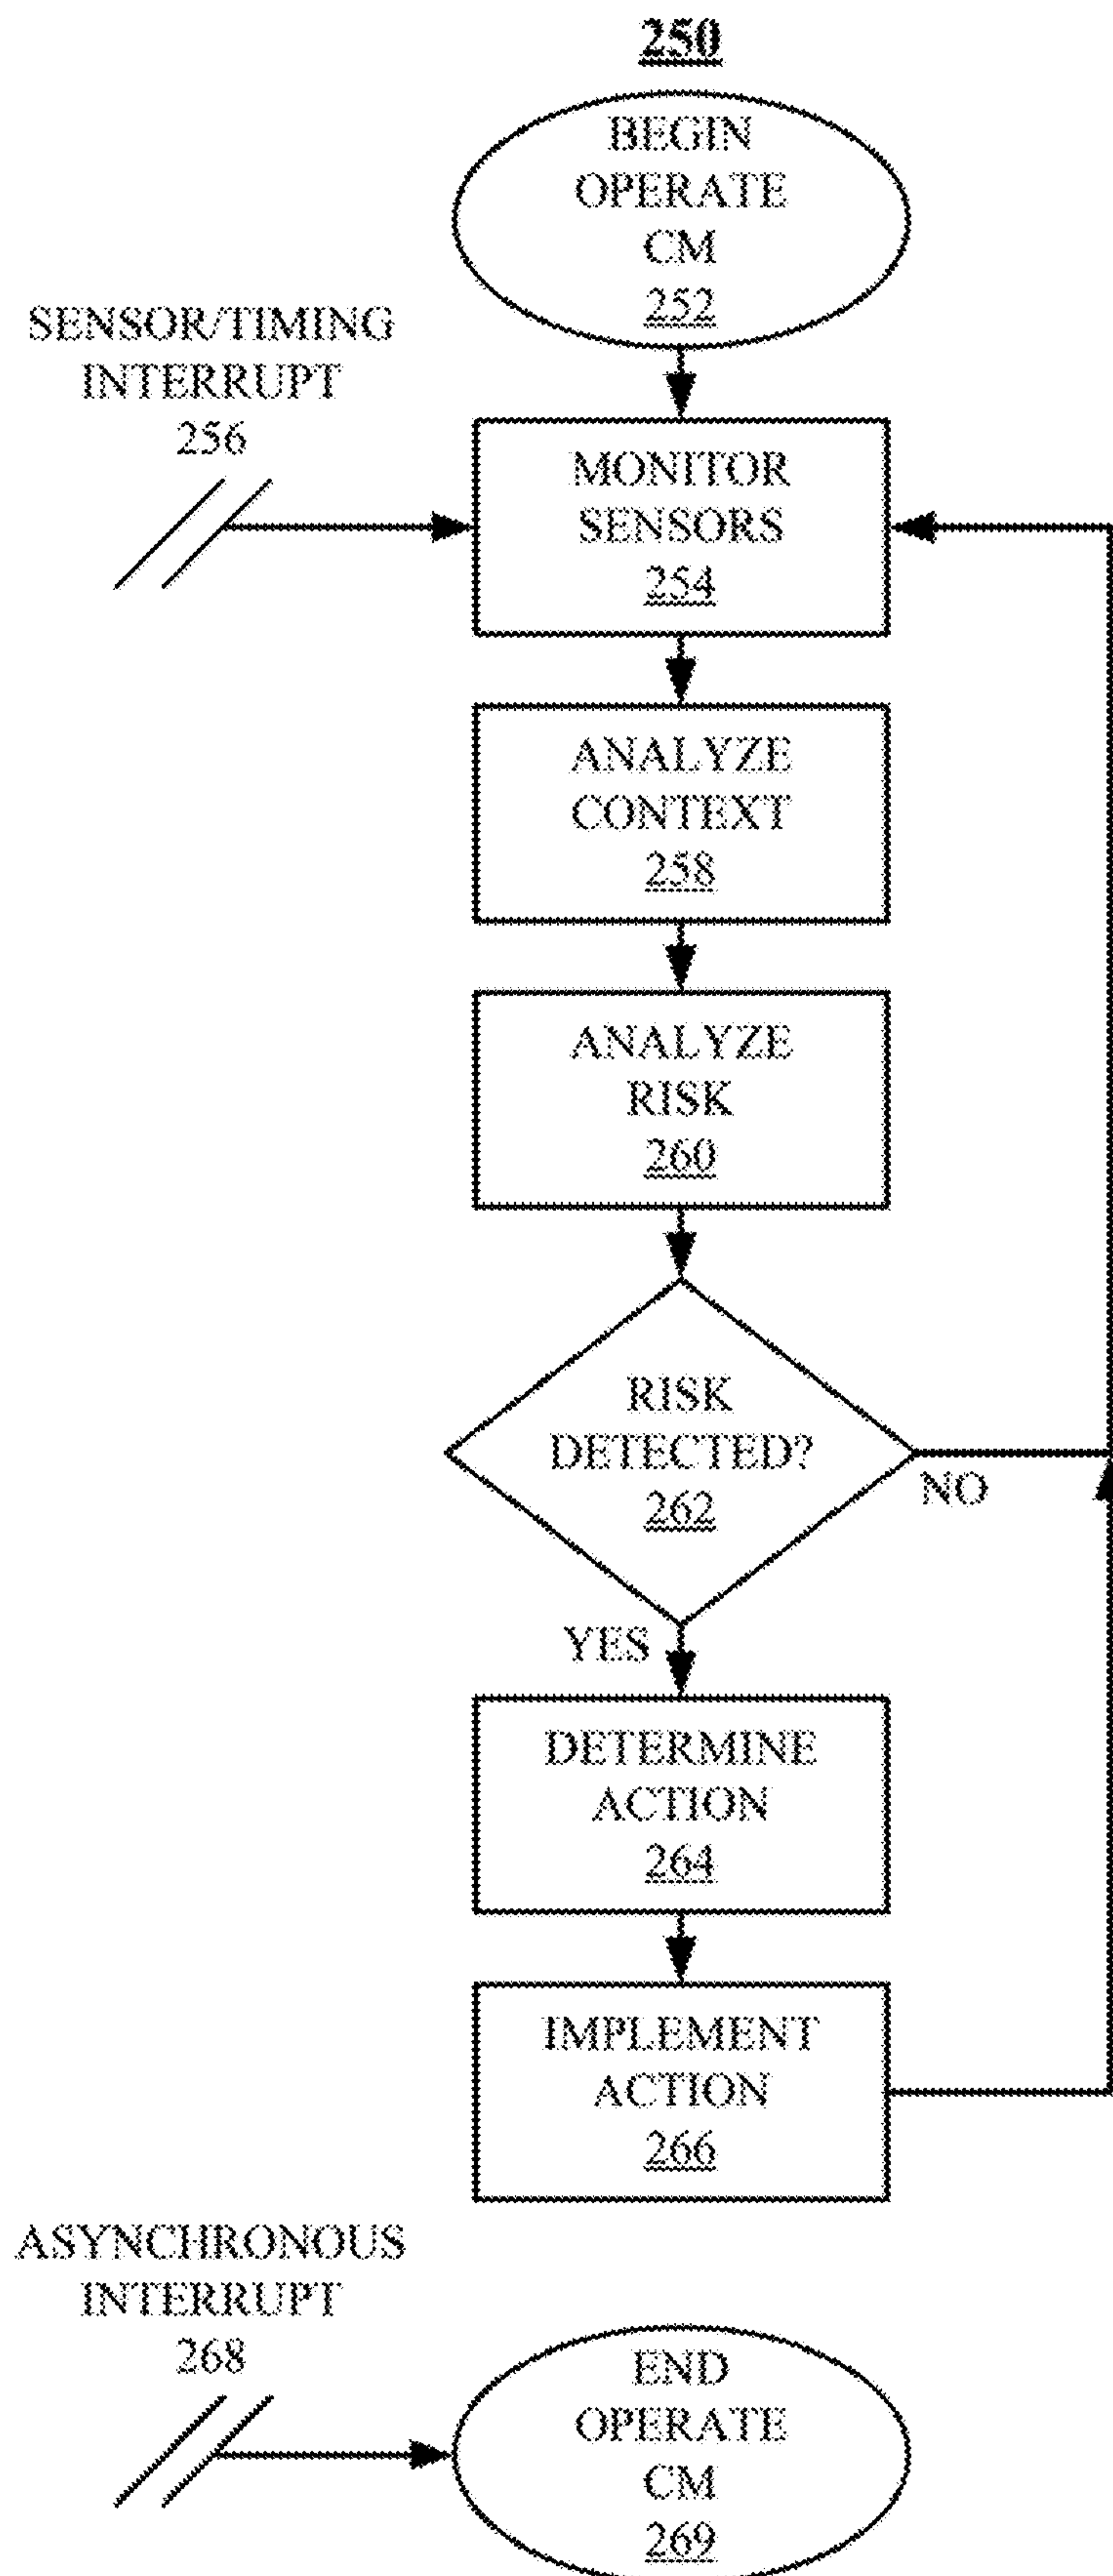 250
BEGIN
OPERATE
CM
252
SENSOR/TIMING
INTERRUPT
256
MONITOR
SENSORS
254
ANALYZE
CONTEXT
258
ANALYZE
RISK
260
RISK
DETECTED?
262
NO
YES
DETERMINE
ACTION
264
IMPLEMENT
ACTION
266
ASYNCHRONOUS
INTERRUPT
268
END
OPERATE
CM
269